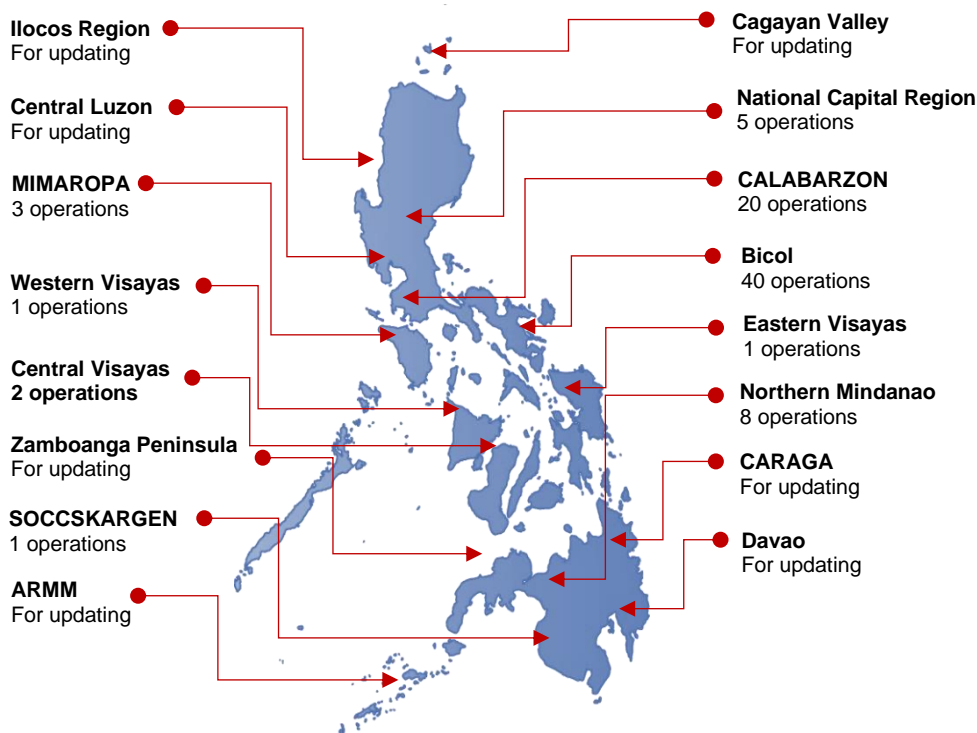 Ilocos Region
For updating
Central Luzon
For updating
MIMAROPA
3 operations
Western Visayas
1 operations
Central Visayas
2 operations
Zamboanga Peninsula
For updating
SOCCSKARGEN
1 operations
ARMM
For updating
Cagayan Valley
For updating
National Capital Region
5 operations
CALABARZON
20 operations
Bicol
40 operations
Eastern Visayas
1 operations
Northern Mindanao
8 operations
CARAGA
For updating
Davao
For updating